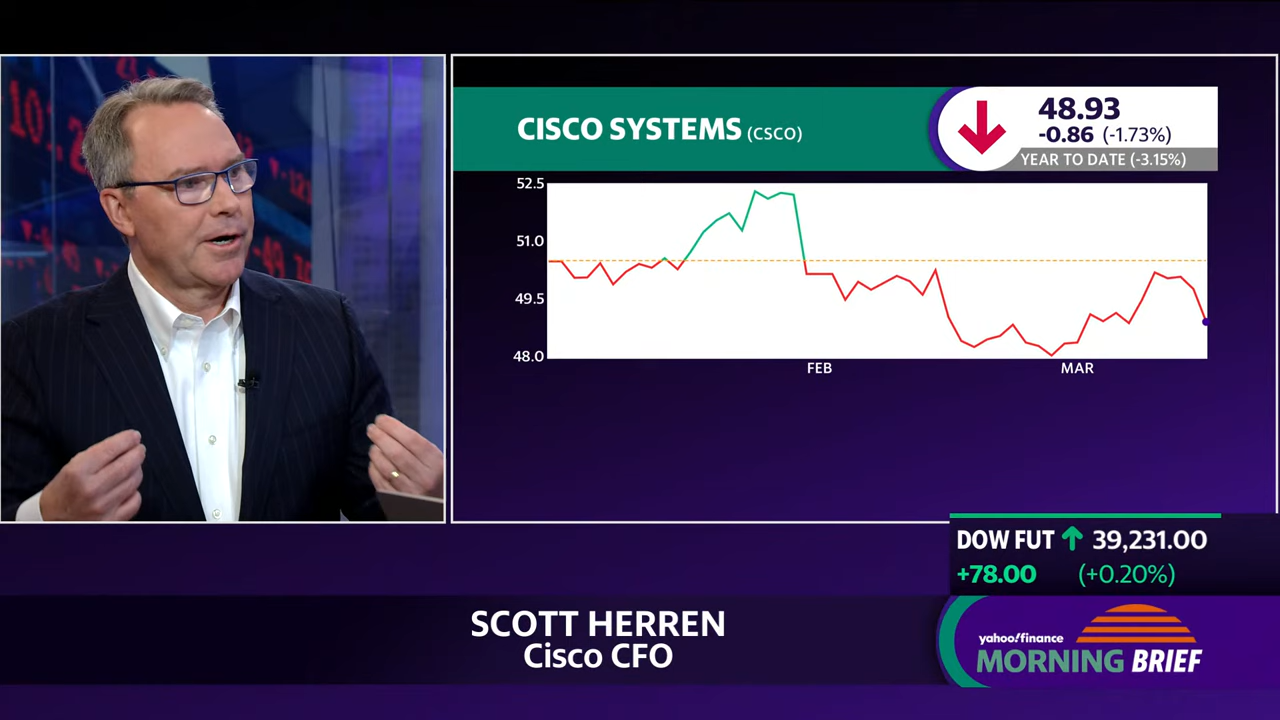 CISCO SYSTEMS (CSCO)
48.93
-0.86 (-1.73%)
YEAR TO DATE (-3.15%)
52.5
51.0
49.5
48.0
FEB
MAR
DOW FUT 39,231.00
+78.00 (+0.20%)
SCOTT HERREN
Cisco CFO
yahoo!finance
MORNING BRIEF